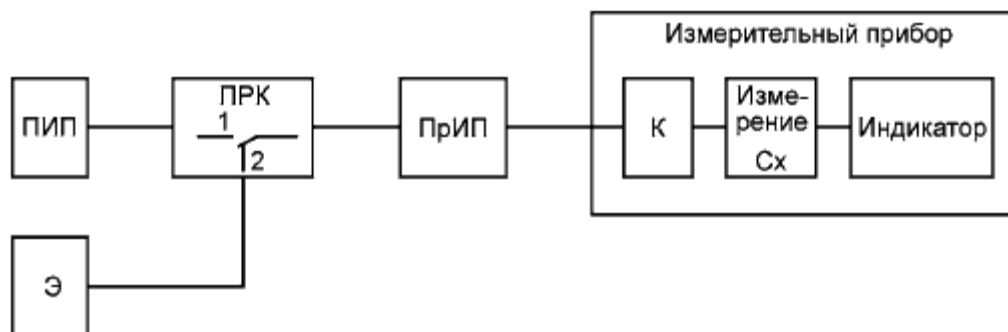 Измерительный прибор
ПИП
ПРК
1
2
ПрИП
К
Изме-
рение
Сх
Индикатор
Э